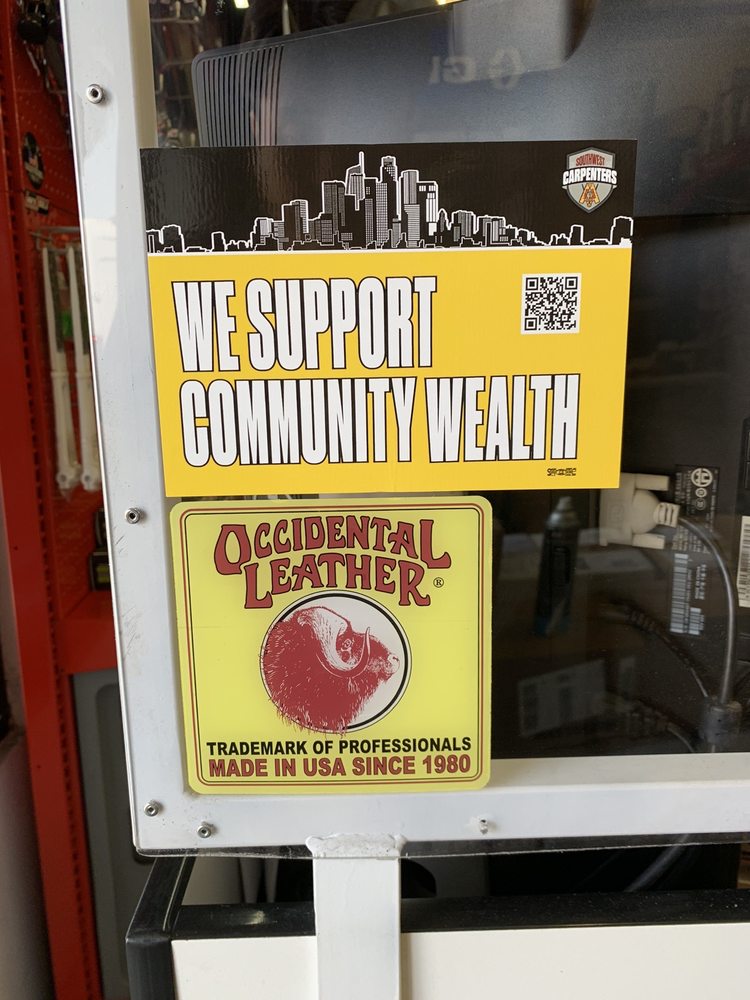 SOUTHWEST
CARPENTERS
WE SUPPORT
COMMUNITY WEALTH
OCCIDENTAL
LEATHER®
TRADEMARK OF PROFESSIONALS
MADE IN USA SINCE 1980